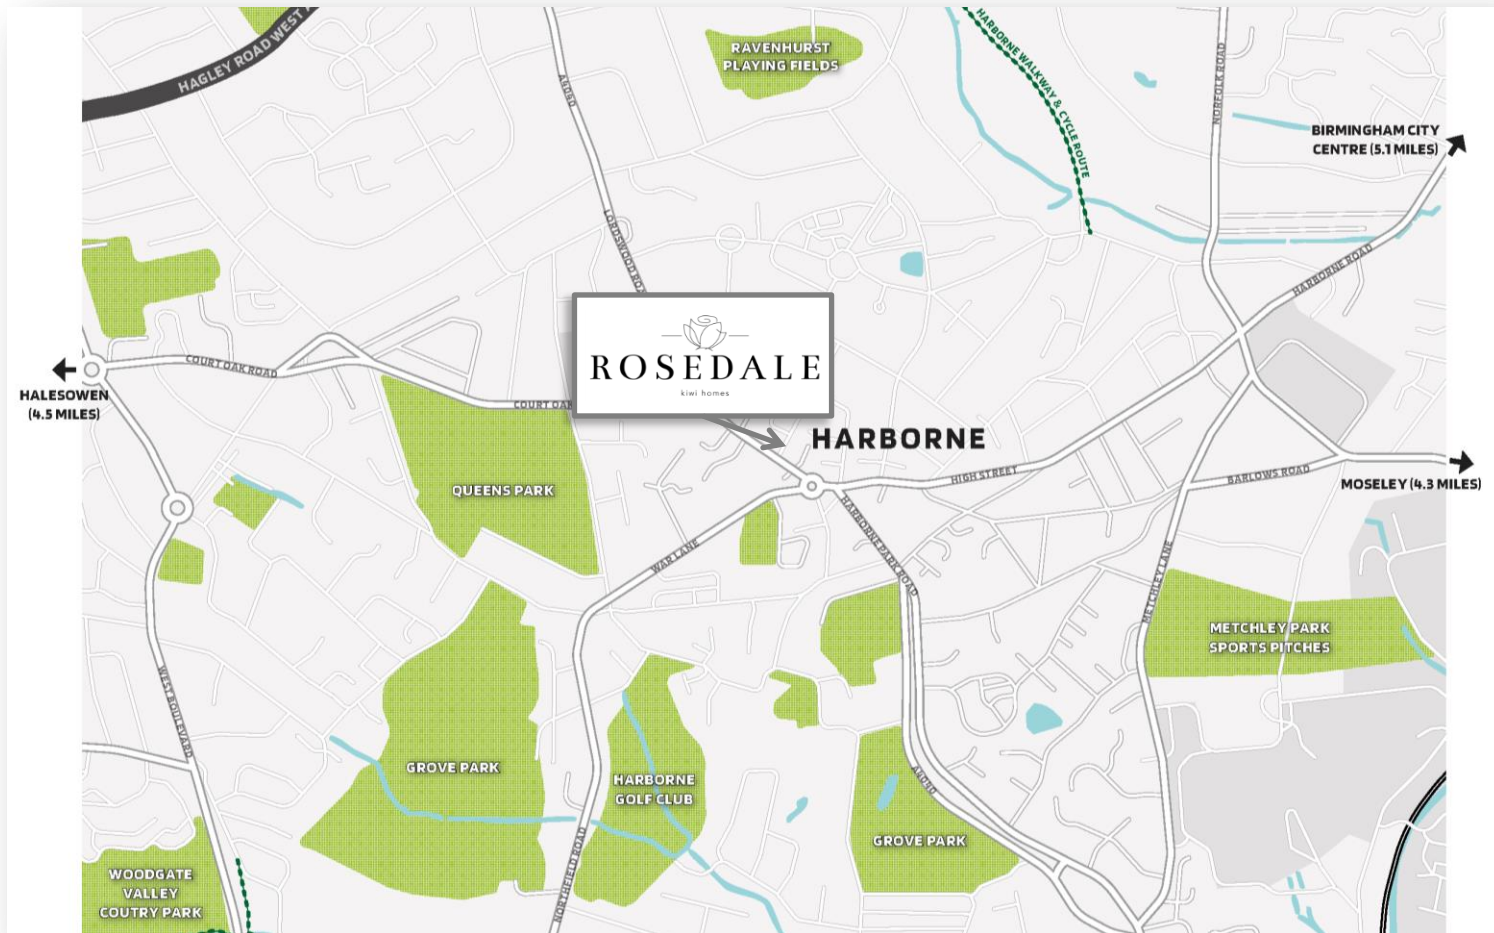 HAGLEY ROAD WEST
A4040
RAVENHURST
PLAYING FIELDS
HARBORNE WALKWAY & CYCLE ROUTE
NORFOLK ROAD
BIRMINGHAM CITY
CENTRE (5.1 MILES)
HARBORNE ROAD
LORDSWOOD ROA
COURT OAK ROAD
HALESOWEN
(4.5 MILES)
COURT OAK
ROSEDALE
kiwi homes
HARBORNE
HIGH STREET
BARLOWS ROAD
MOSELEY (4.3 MILES)
QUEENS PARK
WAR LANE
HARBORNE PARK ROAD
METCHLEY LANE
METCHLEY PARK
SPORTS PITCHES
WEST BOULEVARD
GROVE PARK
HARBORNE
GOLF CLUB
A4040
GROVE PARK
NORTHFIELD ROAD
WOODGATE
VALLEY
COUTRY PARK